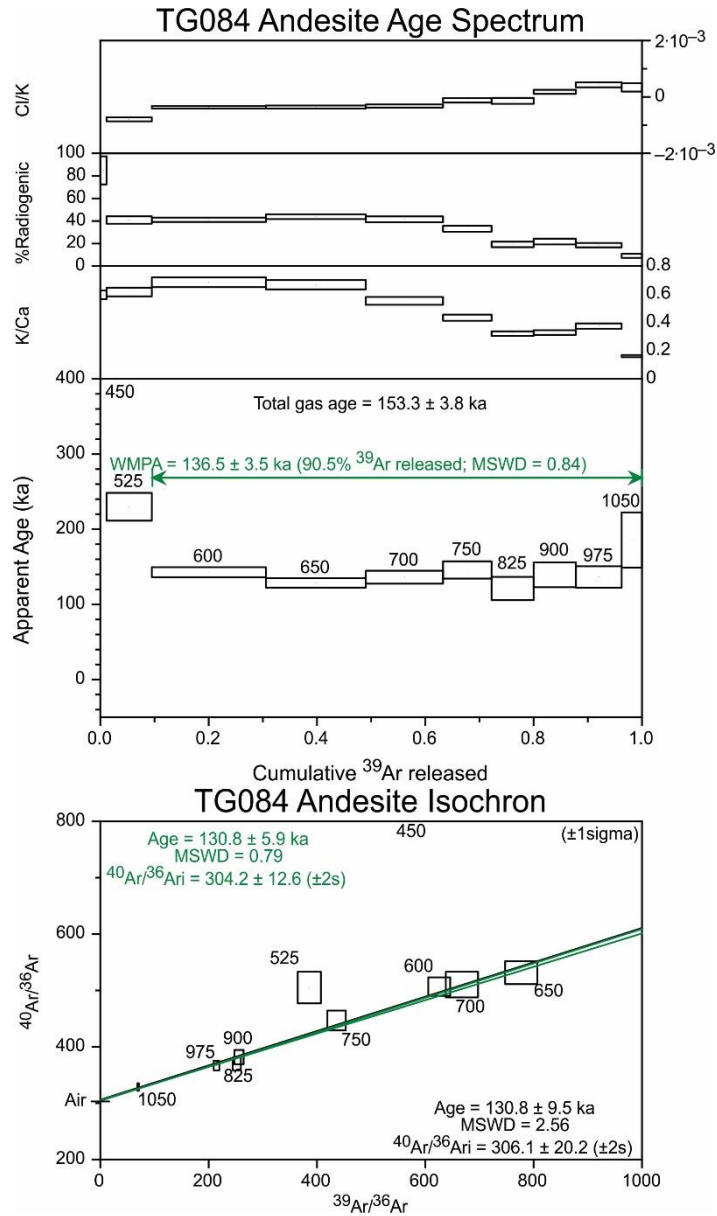 TG084 Andesite Age Spectrum
2·10⁻³
Cl/K
0
−2·10⁻³
100
80
60
40
20
0
%Radiogenic
0.8
0.6
0.4
0.2
0
K/Ca
400
300
200
100
0
Apparent Age (ka)
450
Total gas age = 153.3 ± 3.8 ka
WMPA = 136.5 ± 3.5 ka (90.5% ³⁹Ar released; MSWD = 0.84)
525
600
650
700
750
825
900
975
1050
0.0 0.2 0.4 0.6 0.8 1.0
Cumulative ³⁹Ar released
TG084 Andesite Isochron
800
600
400
Air
200
⁴⁰Ar/³⁶Ar
Age = 130.8 ± 5.9 ka
MSWD = 0.79
⁴⁰Ar/³⁶Ari = 304.2 ± 12.6 (±2s)
450
(±1sigma)
525
600
650
700
750
900
975
825
1050
Age = 130.8 ± 9.5 ka
MSWD = 2.56
⁴⁰Ar/³⁶Ari = 306.1 ± 20.2 (±2s)
0 200 400 600 800 1000
³⁹Ar/³⁶Ar